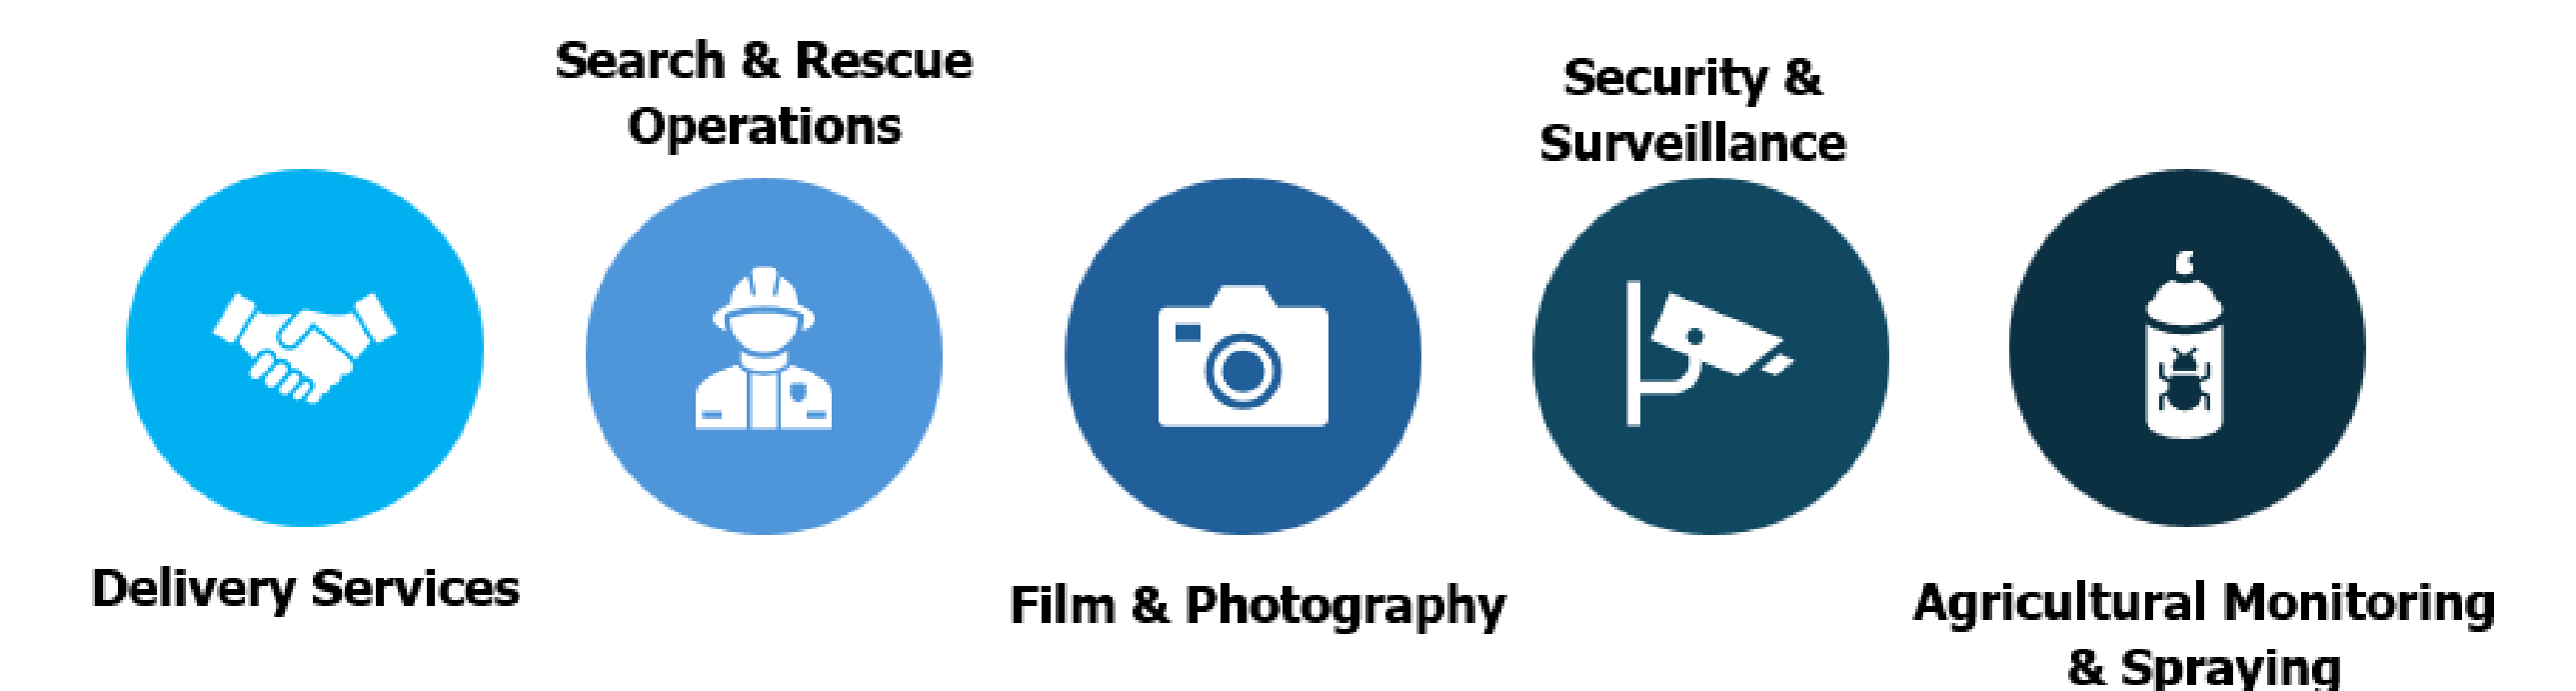 Search & Rescue
Operations
Security &
Surveillance
Delivery Services
Film & Photography
Agricultural Monitoring
& Spraying